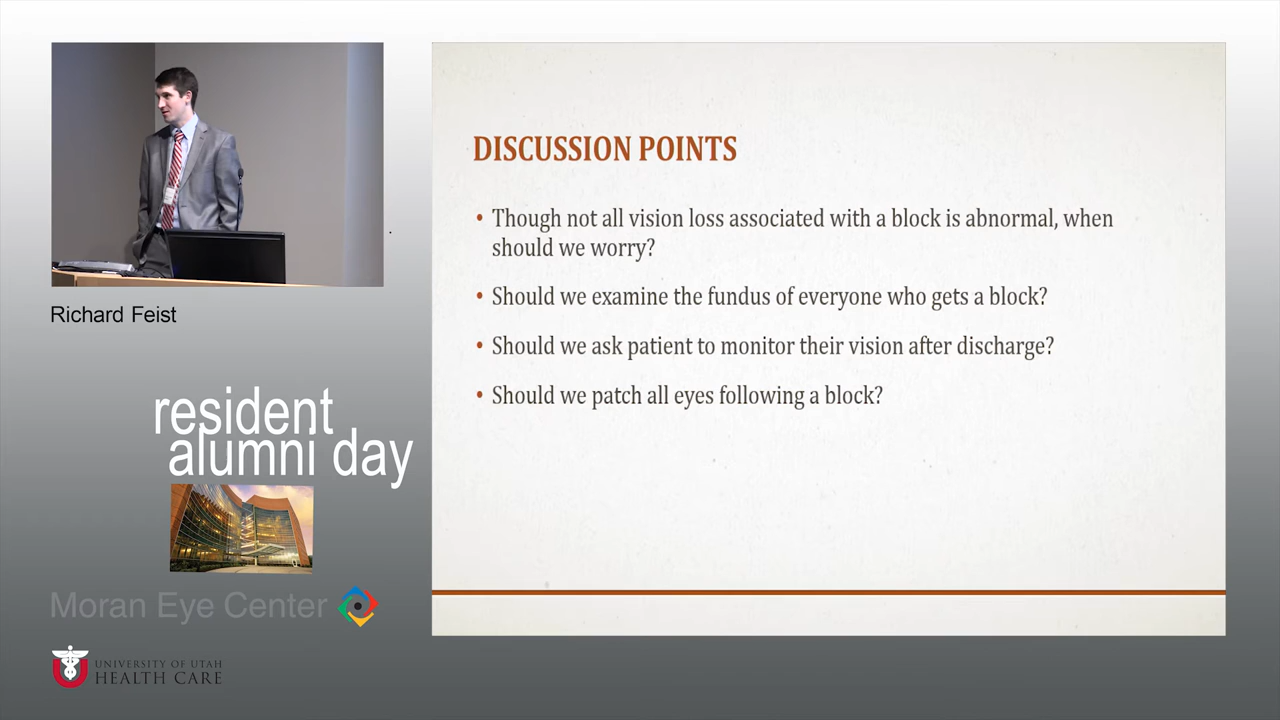 Richard Feist
resident
alumni day
Moran Eye Center
UNIVERSITY OF UTAH
HEALTH CARE
DISCUSSION POINTS
• Though not all vision loss associated with a block is abnormal, when
should we worry?
• Should we examine the fundus of everyone who gets a block?
• Should we ask patient to monitor their vision after discharge?
• Should we patch all eyes following a block?